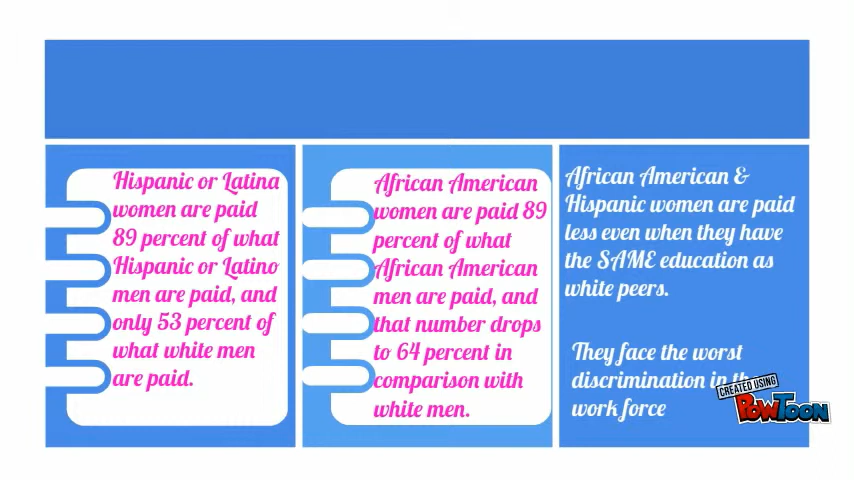 Hispanic or Latina
women are paid
89 percent of what
Hispanic or Latino
men are paid, and
only 53 percent of
what white men
are paid.
African American
women are paid 89
percent of what
African American
men are paid, and
that number drops
to 64 percent in
comparison with
white men.
African American &
Hispanic women are paid
less even when they have
the SAME education as
white peers.
They face the worst
discrimination in the
work force
CREATED USING
POWTOON